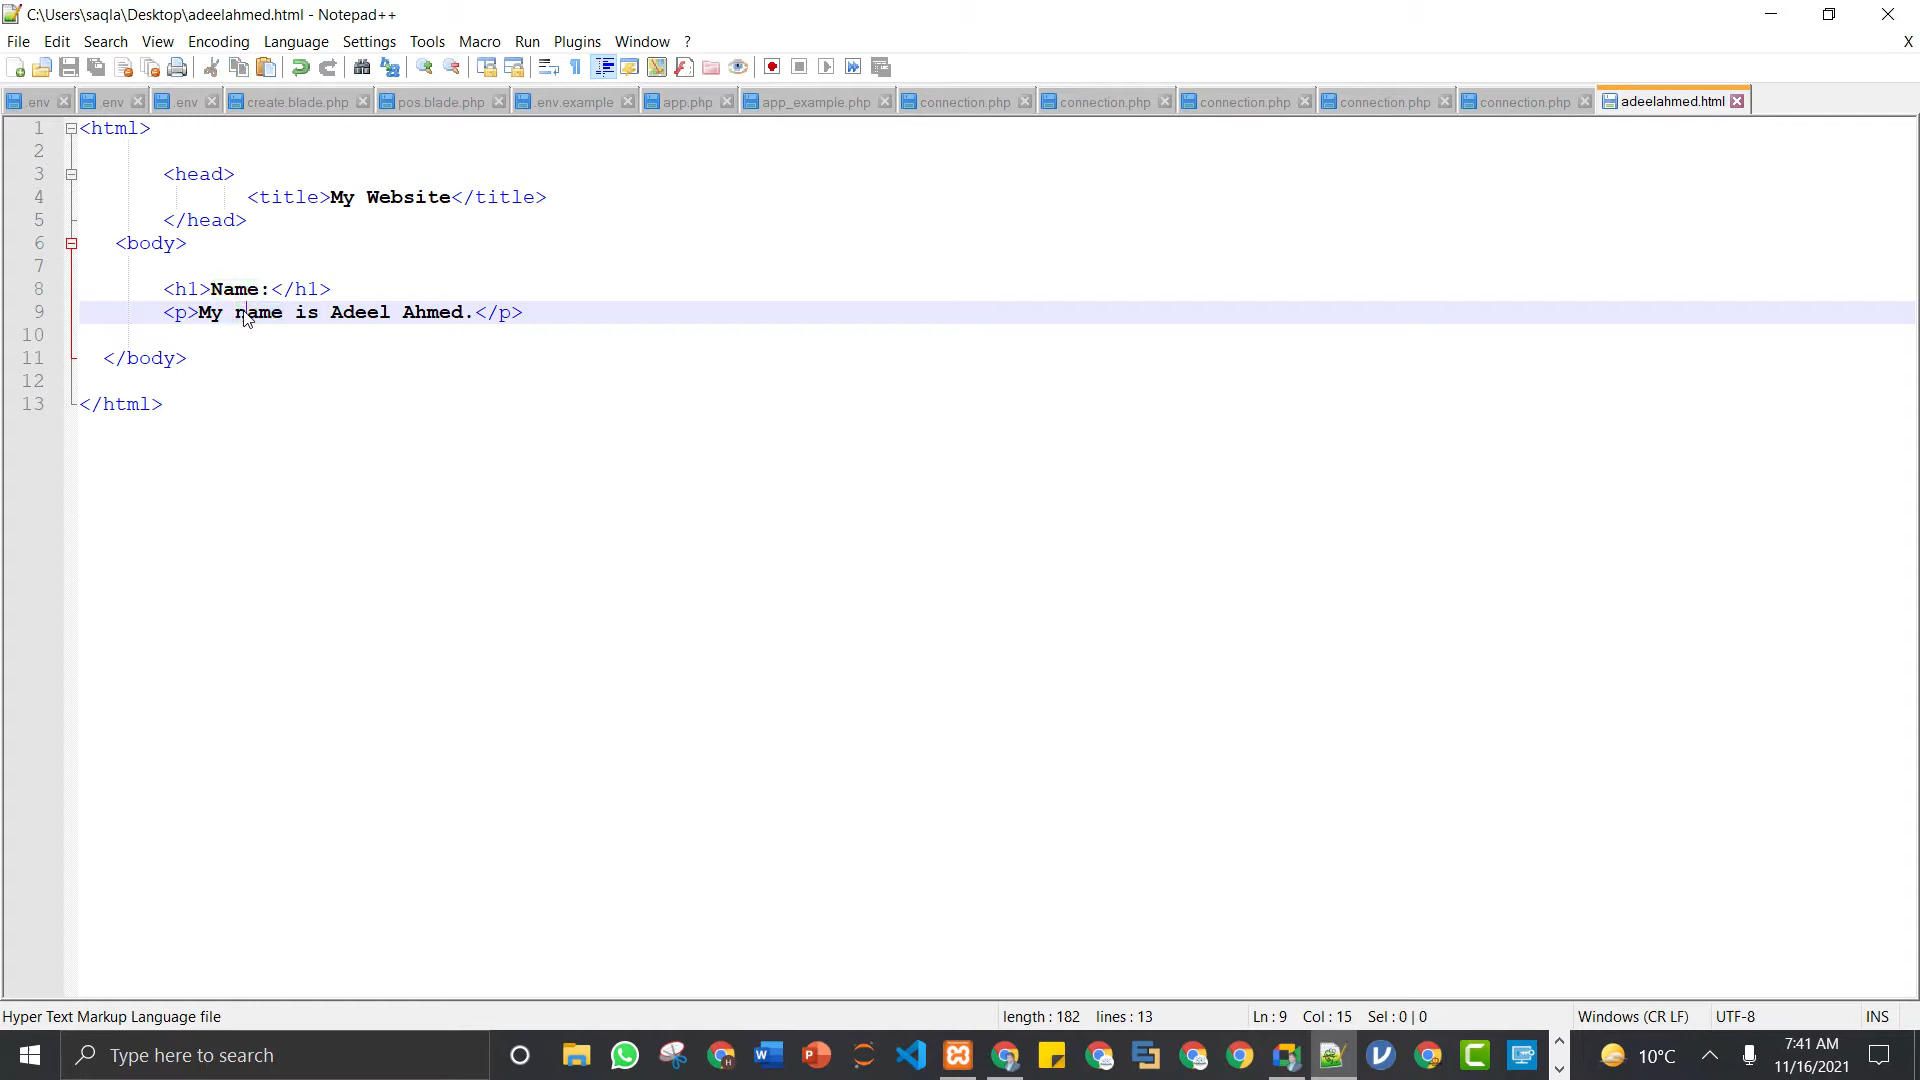 C:\Users\saqla\Desktop\adeelahmed.html - Notepad++
File Edit Search View Encoding Language Settings Tools Macro Run Plugins Window ? X
.env .env .env create.blade.php pos.blade.php .env.example app.php app_example.php connection.php connection.php connection.php connection.php connection.php adeelahmed.html
1 <html>
2
3 <head>
4 <title>My Website</title>
5 </head>
6 <body>
7
8 <h1>Name:</h1>
9 <p>My name is Adeel Ahmed.</p>
10
11 </body>
12
13 </html>
Hyper Text Markup Language file length : 182 lines : 13 Ln : 9 Col : 15 Sel : 0 | 0 Windows (CR LF) UTF-8 INS
Type here to search 10°C 7:41 AM
11/16/2021